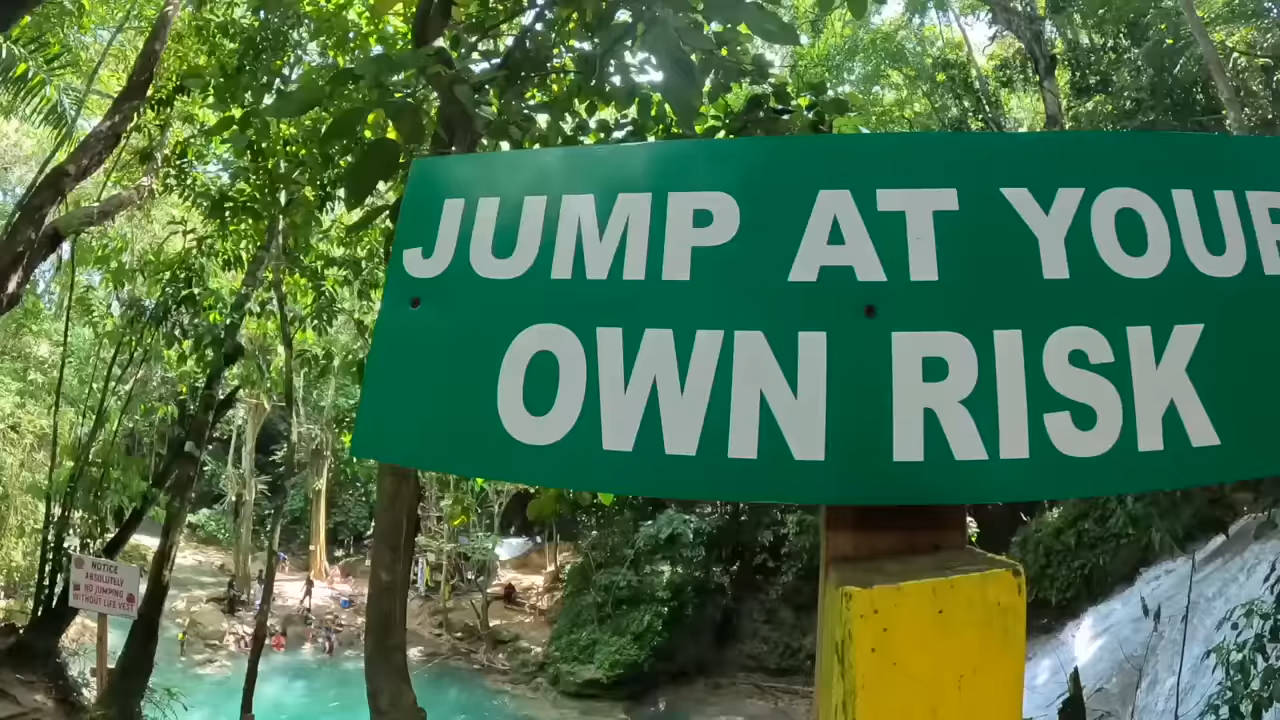 JUMP AT YOUR
OWN RISK
NOTICE
ABSOLUTELY
NO JUMPING
WITHOUT LIFE VEST